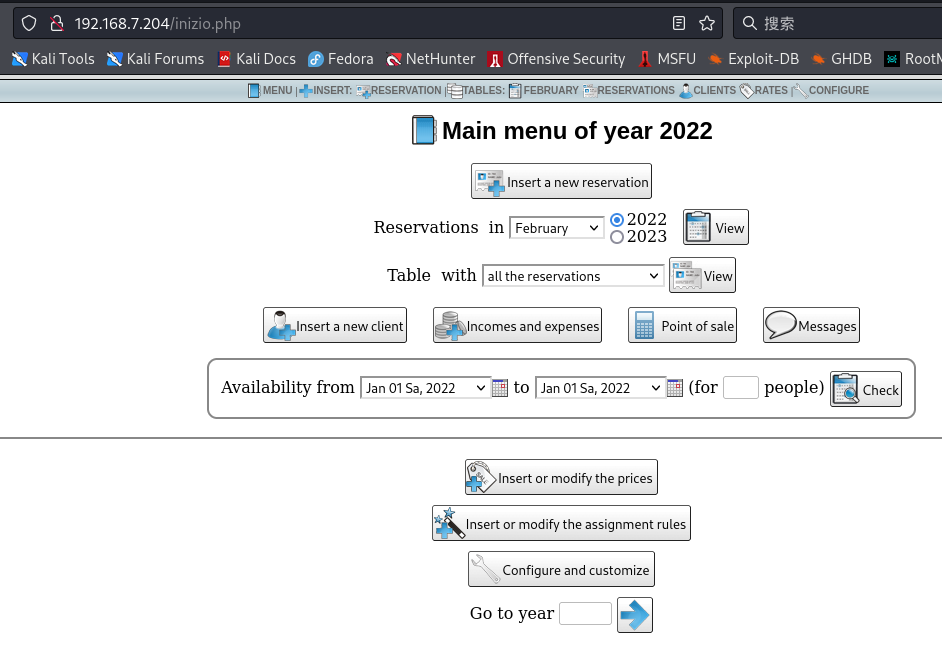 192.168.7.204/inizio.php 搜索
Kali Tools Kali Forums Kali Docs Fedora NetHunter Offensive Security MSFU Exploit-DB GHDB RootN
MENU | INSERT: RESERVATION | TABLES: FEBRUARY RESERVATIONS CLIENTS RATES | CONFIGURE
Main menu of year 2022
Insert a new reservation
Reservations in February 2022 2023 View
Table with all the reservations View
Insert a new client Incomes and expenses Point of sale Messages
Availability from Jan 01 Sa, 2022 to Jan 01 Sa, 2022 (for people) Check
Insert or modify the prices
Insert or modify the assignment rules
Configure and customize
Go to year